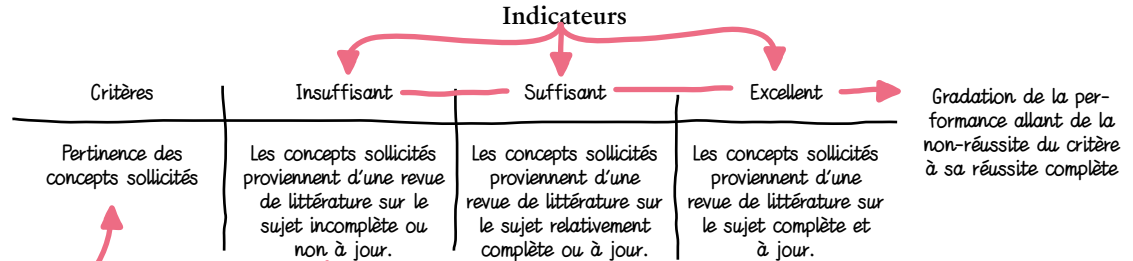 Indicateurs
Critères
Insuffisant
Suffisant
Excellent
Gradation de la per-
formance allant de la
non-réussite du critère
à sa réussite complète
Pertinence des
concepts sollicités
Les concepts sollicités
proviennent d'une revue
de littérature sur le
sujet incomplète ou
non à jour.
Les concepts sollicités
proviennent d'une
revue de littérature sur
le sujet relativement
complète ou à jour.
Les concepts sollicités
proviennent d'une
revue de littérature sur
le sujet complète et
à jour.